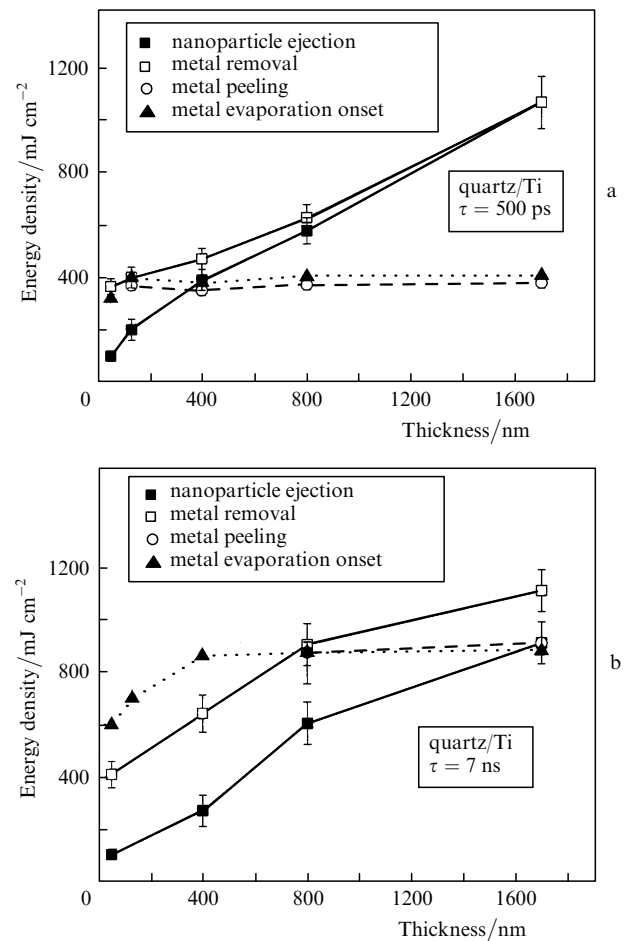 nanoparticle ejection
metal removal
metal peeling
metal evaporation onset
1200
800
400
0
Energy density/mJ cm−2
quartz/Ti
τ = 500 ps
a
400
800
1200
1600
Thickness/nm
nanoparticle ejection
metal removal
metal peeling
metal evaporation onset
1200
800
400
0
Energy density/mJ cm−2
quartz/Ti
τ = 7 ns
b
400
800
1200
1600
Thickness/nm